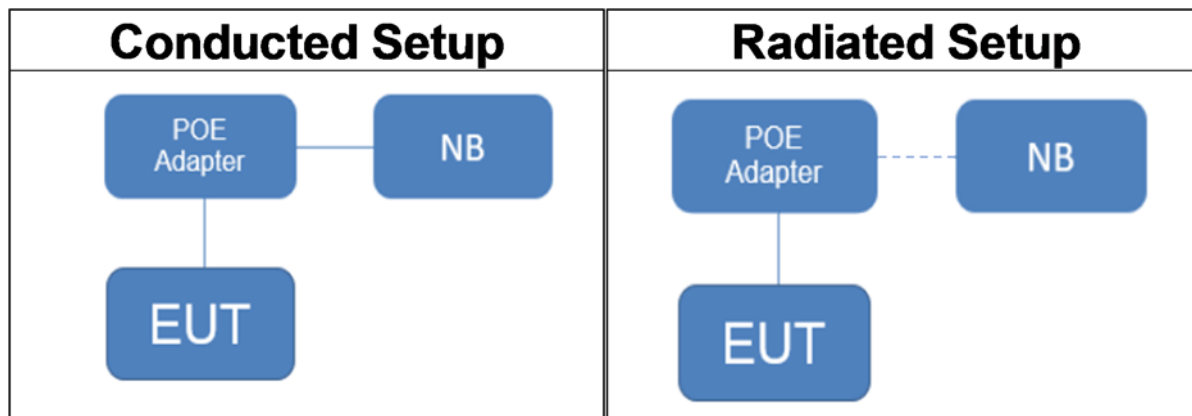 Conducted Setup
POE
Adapter
NB
EUT
Radiated Setup
POE
Adapter
NB
EUT